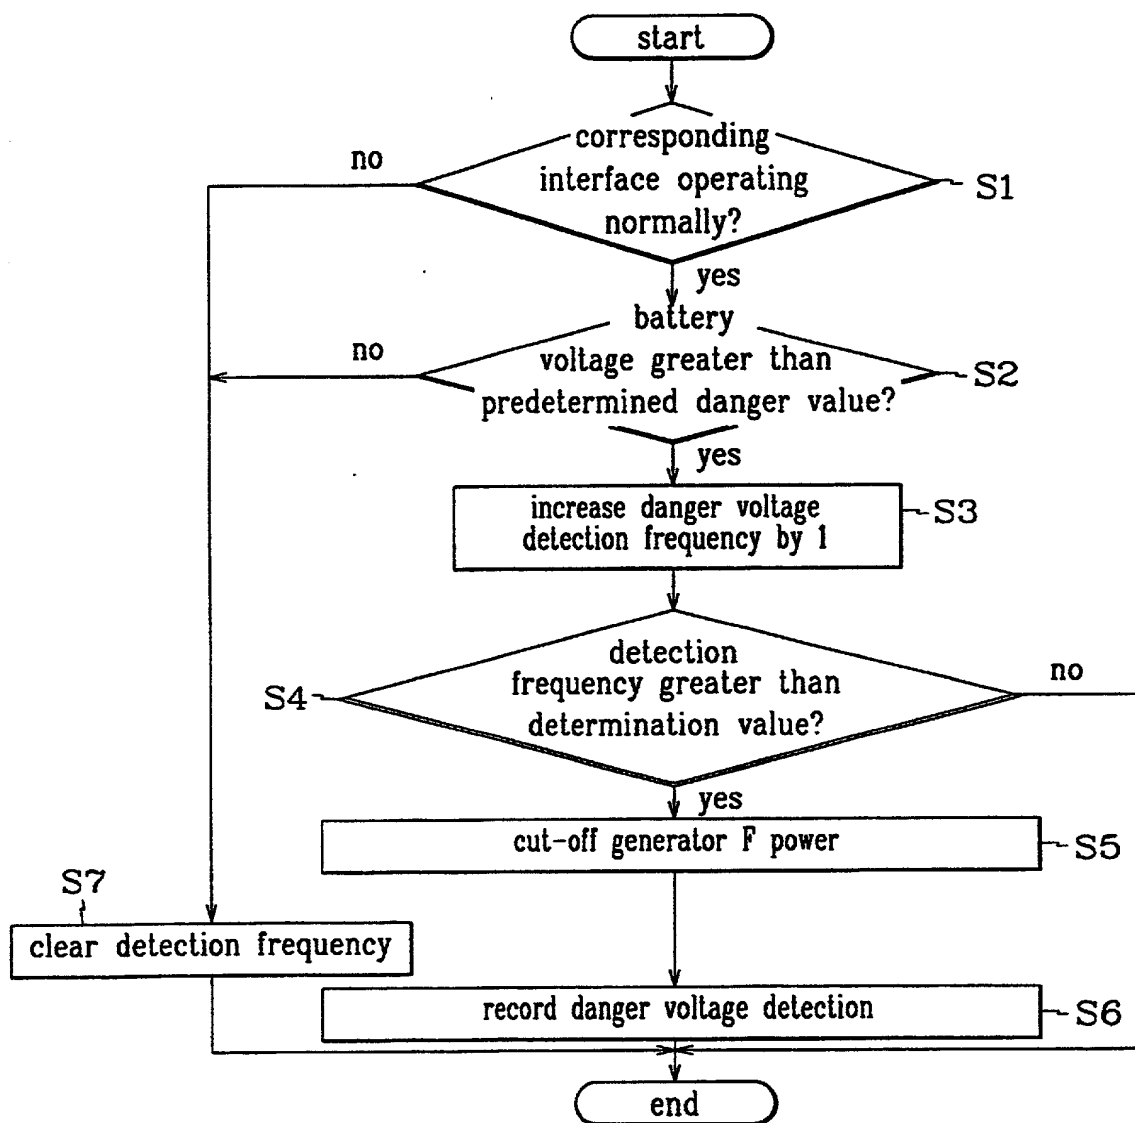 start
corresponding
interface operating
normally?
no
S1
yes
battery
voltage greater than
predetermined danger value?
no
S2
yes
increase danger voltage
detection frequency by 1
S3
detection
frequency greater than
determination value?
S4
no
yes
cut-off generator F power
S5
S7
clear detection frequency
record danger voltage detection
S6
end